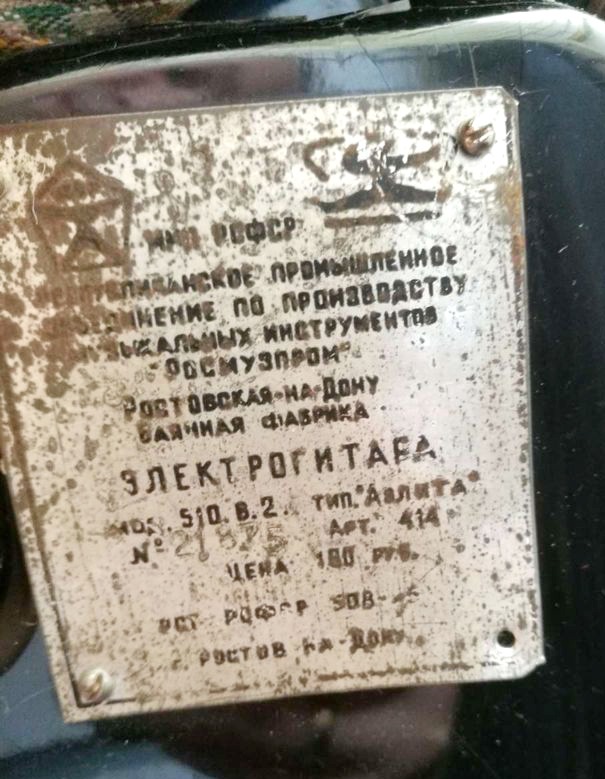 РСФСР
ПРОМЫШЛЕННОЕ
ПО ПРОИЗВОДСТВУ
ИНСТРУМЕНТОВ
"РОСМУЗПРОМ"
РОСТОВСКАЯ-НА-ДОНУ
БАЯННАЯ ФАБРИКА
ЭЛЕКТРОГИТАРА
МОД. 510.В.2. ТИП."АЭЛИТА"
АРТ. 414
№
ЦЕНА 180 РУБ.
РСФСР
Г. РОСТОВ-НА-ДОНУ